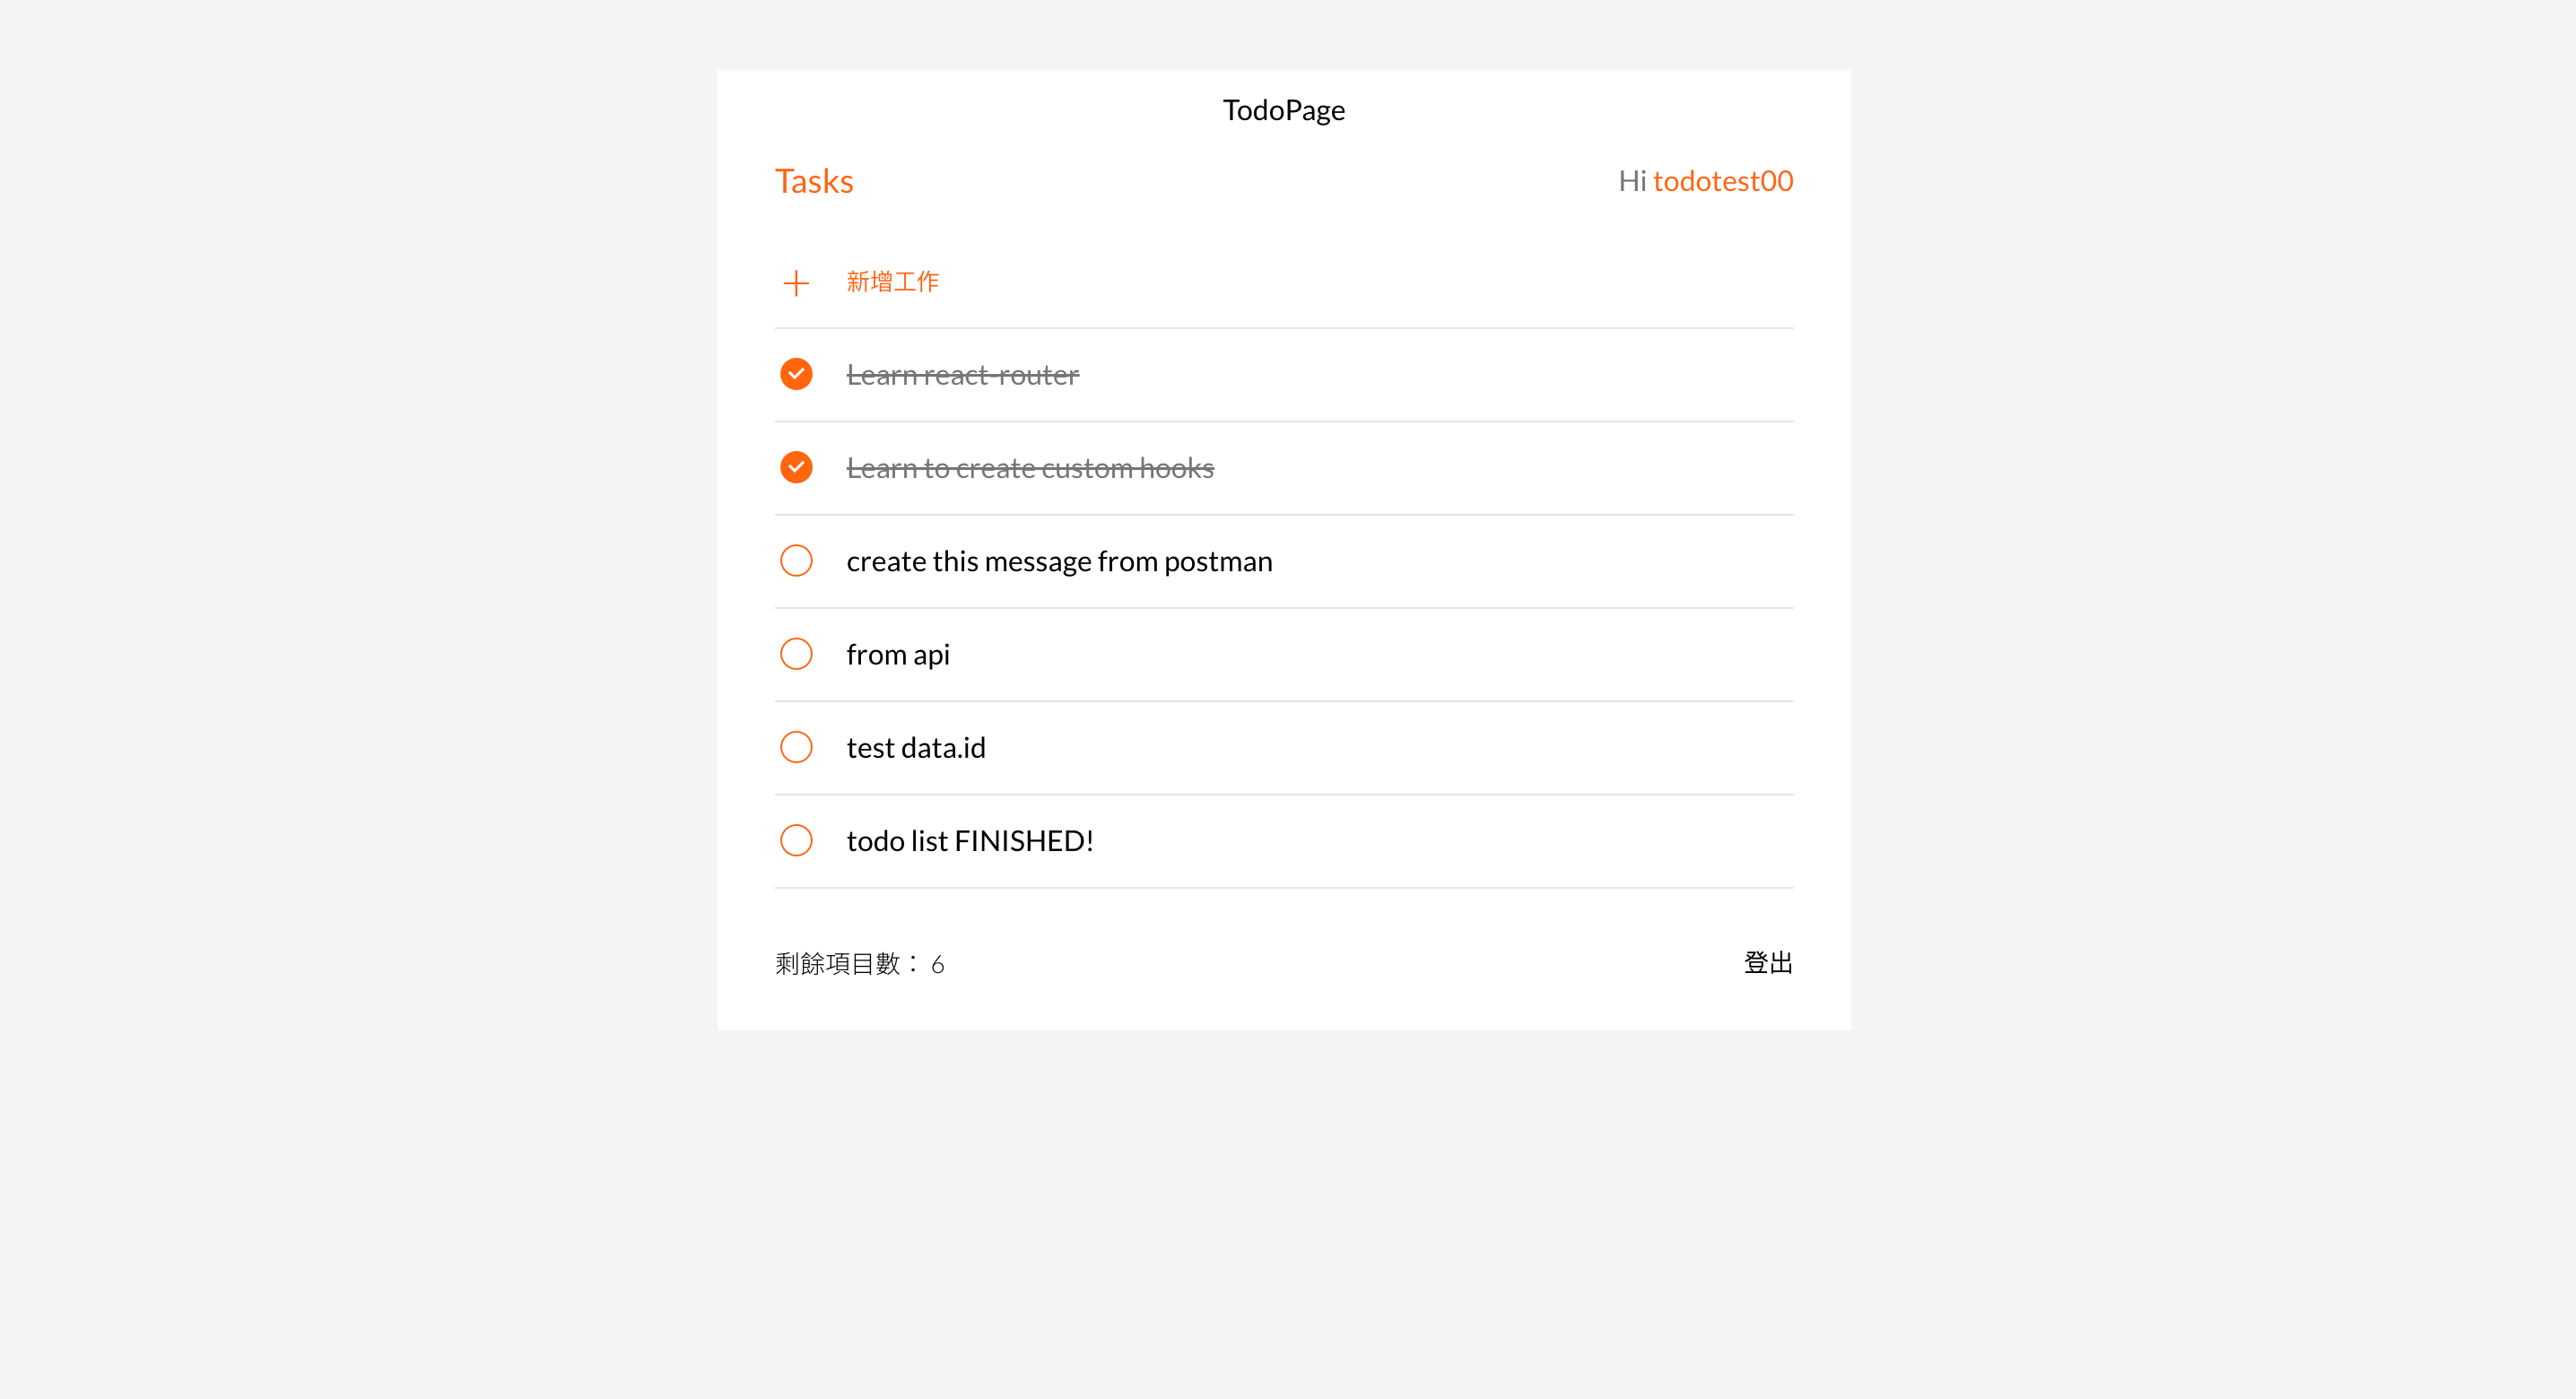 TodoPage
Tasks
Hi todotest00
新增工作
Learn react-router
Learn to create custom hooks
create this message from postman
from api
test data.id
todo list FINISHED!
剩餘項目數： 6
登出